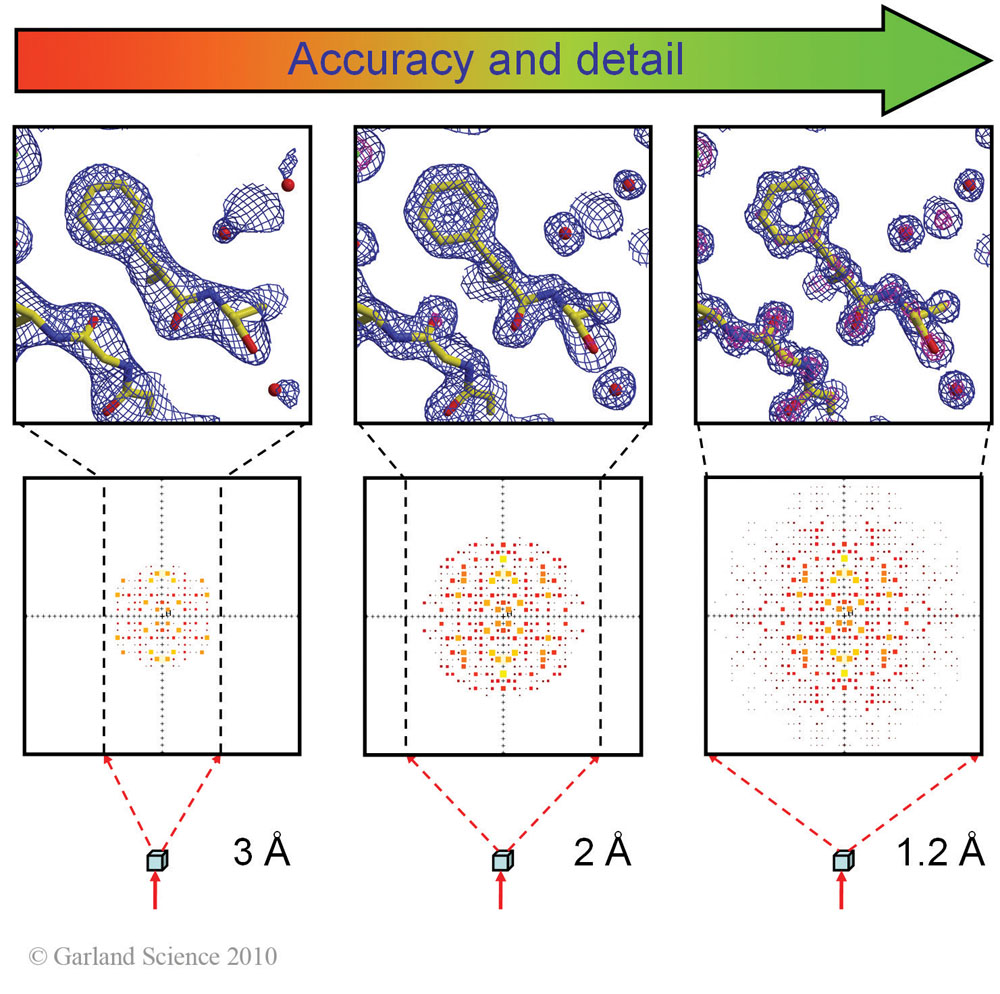 Accuracy and detail
3 Å
2 Å
1.2 Å
© Garland Science 2010